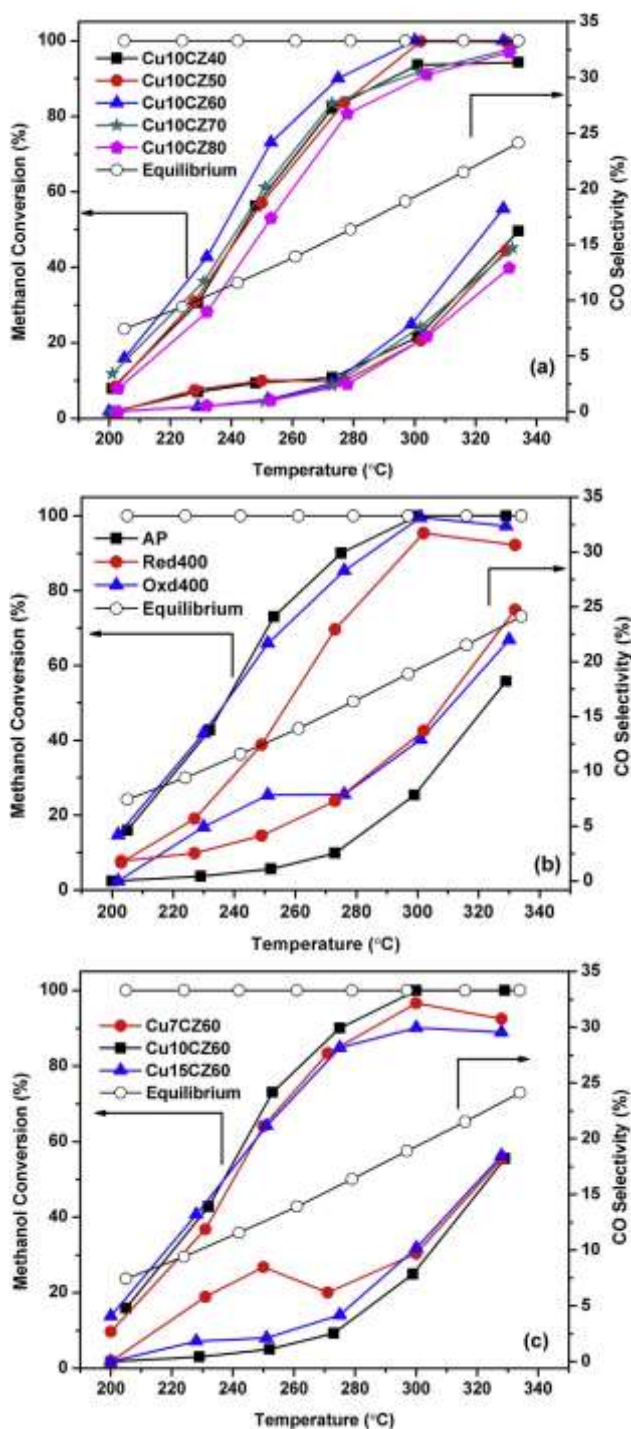 100
80
60
40
20
0
Methanol Conversion (%)
Cu10CZ40
Cu10CZ50
Cu10CZ60
Cu10CZ70
Cu10CZ80
Equilibrium
(a)
35
30
25
20
15
10
5
0
CO Selectivity (%)
200 220 240 260 280 300 320 340
Temperature (°C)
100
80
60
40
20
0
Methanol Conversion (%)
AP
Red400
Oxd400
Equilibrium
(b)
35
30
25
20
15
10
5
0
CO Selectivity (%)
200 220 240 260 280 300 320 340
Temperature (°C)
100
80
60
40
20
0
Methanol Conversion (%)
Cu7CZ60
Cu10CZ60
Cu15CZ60
Equilibrium
(c)
35
30
25
20
15
10
5
0
CO Selectivity (%)
200 220 240 260 280 300 320 340
Temperature (°C)